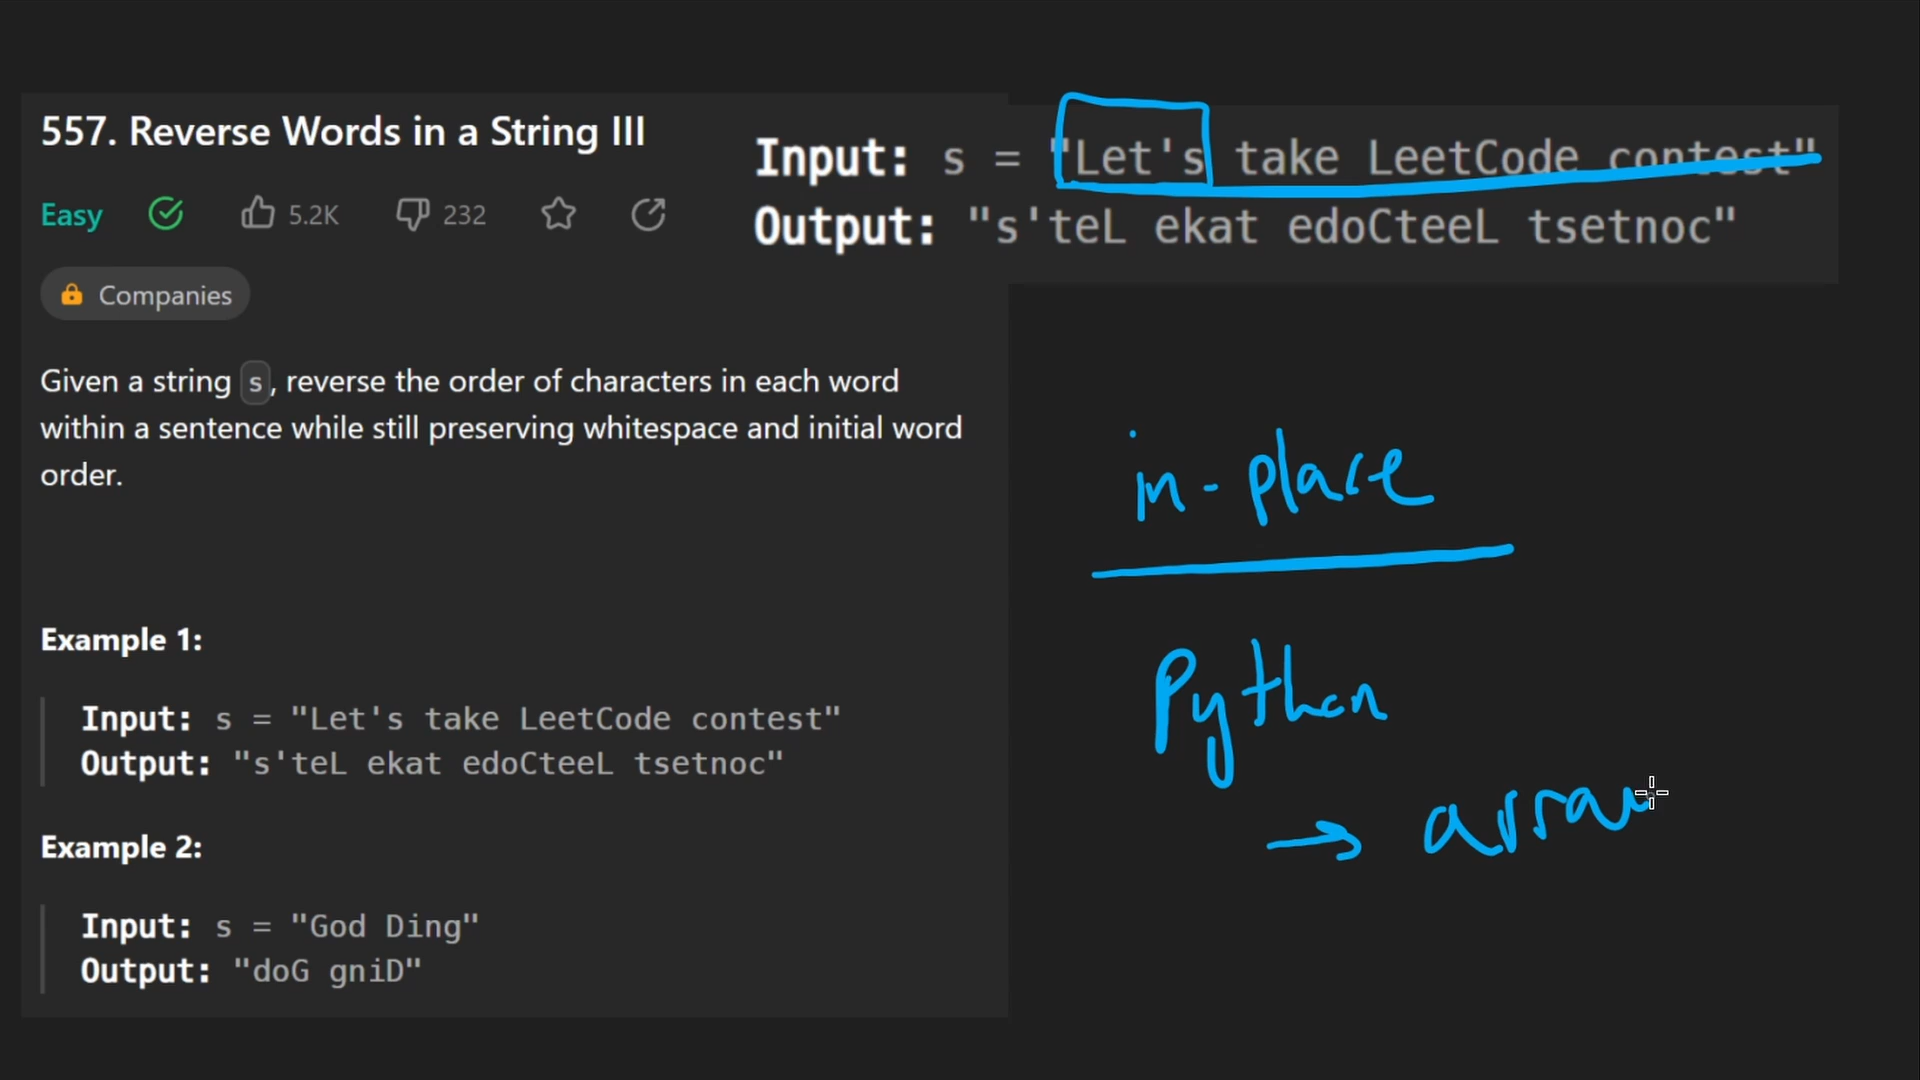 557. Reverse Words in a String III
Easy 5.2K 232
Companies
Given a string s, reverse the order of characters in each word
within a sentence while still preserving whitespace and initial word
order.
Example 1:
Input: s = "Let's take LeetCode contest"
Output: "s'teL ekat edoCteeL tsetnoc"
Example 2:
Input: s = "God Ding"
Output: "doG gniD"
Input: s = "Let's take LeetCode contest"
Output: "s'teL ekat edoCteeL tsetnoc"
in-place
Python
→ array